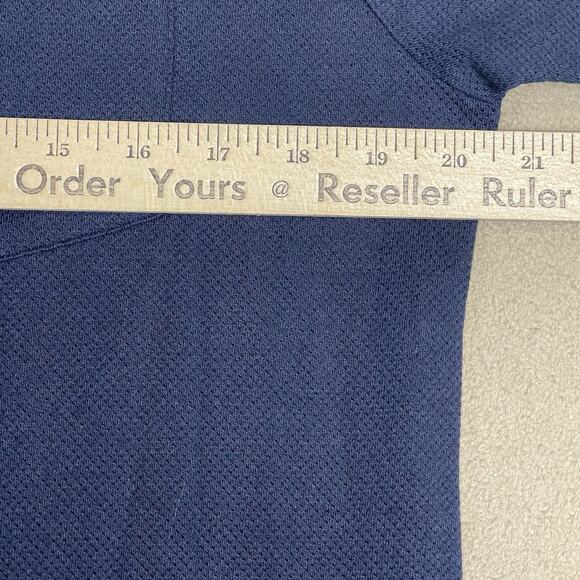 15 16 17 18 19 20 21
Order Yours @ Reseller Ruler